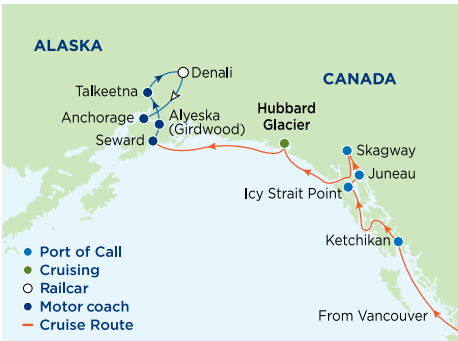 ALASKA
Denali
CANADA
Talkeetna
Anchorage
Alyeska
(Girdwood)
Hubbard
Glacier
Seward
Skagway
Juneau
Icy Strait Point
Ketchikan
Port of Call
Cruising
Railcar
Motor coach
Cruise Route
From Vancouver